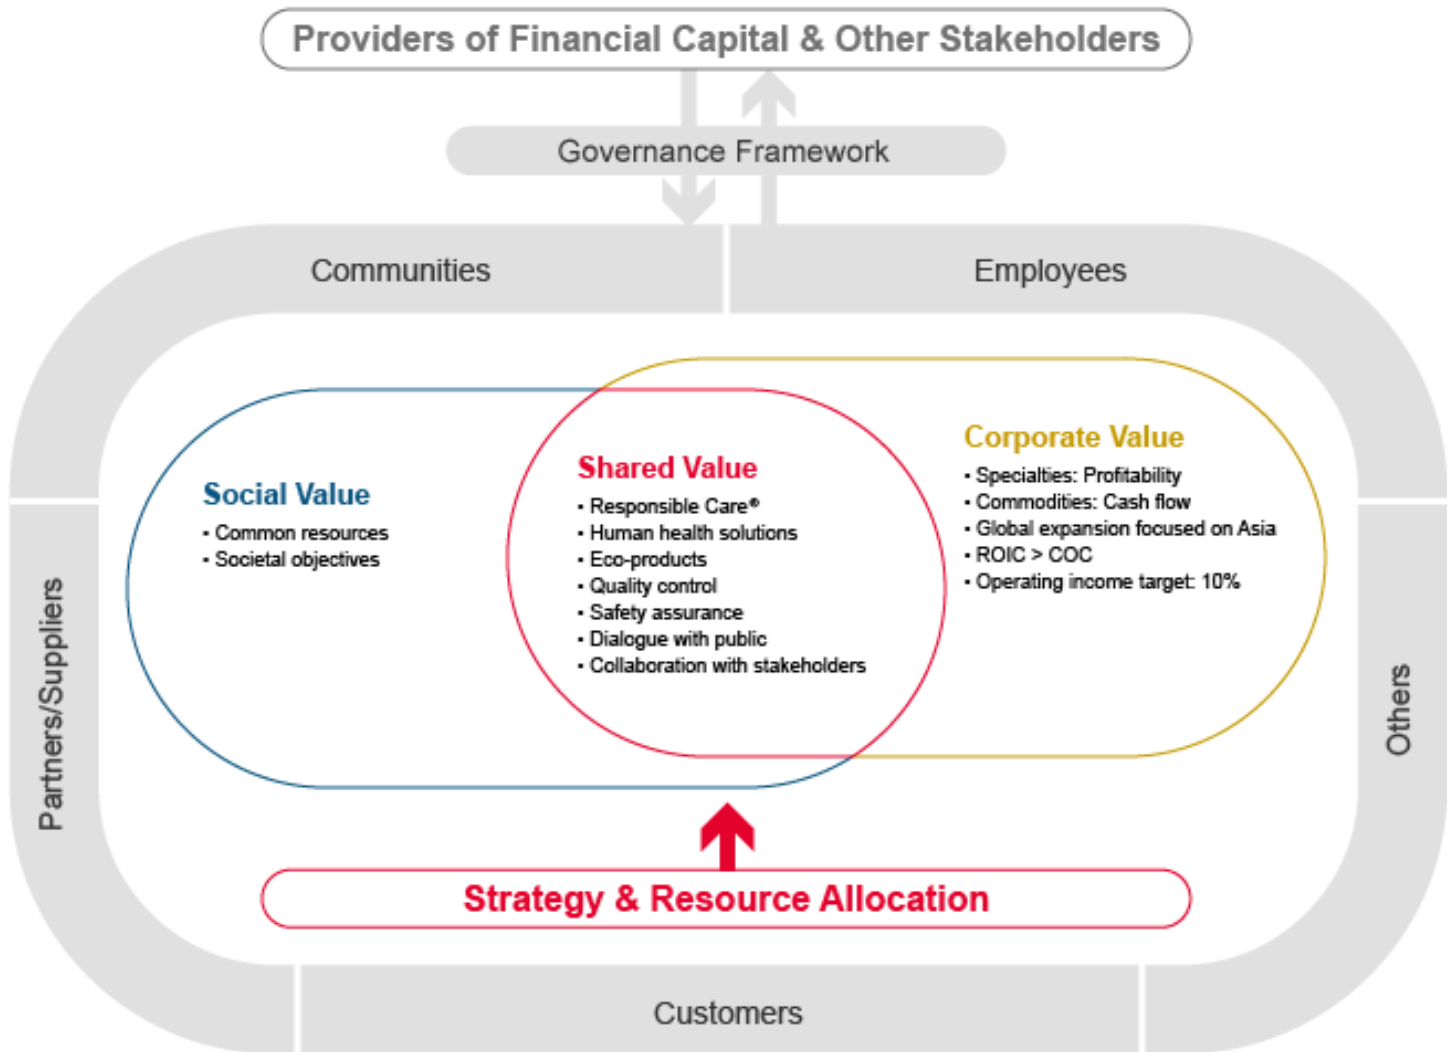 Providers of Financial Capital & Other Stakeholders
Governance Framework
Communities
Employees
Social Value
▪ Common resources
▪ Societal objectives
Shared Value
▪ Responsible Care®
▪ Human health solutions
▪ Eco-products
▪ Quality control
▪ Safety assurance
▪ Dialogue with public
▪ Collaboration with stakeholders
Corporate Value
▪ Specialties: Profitability
▪ Commodities: Cash flow
▪ Global expansion focused on Asia
▪ ROIC > COC
▪ Operating income target: 10%
Partners/Suppliers
Others
Strategy & Resource Allocation
Customers